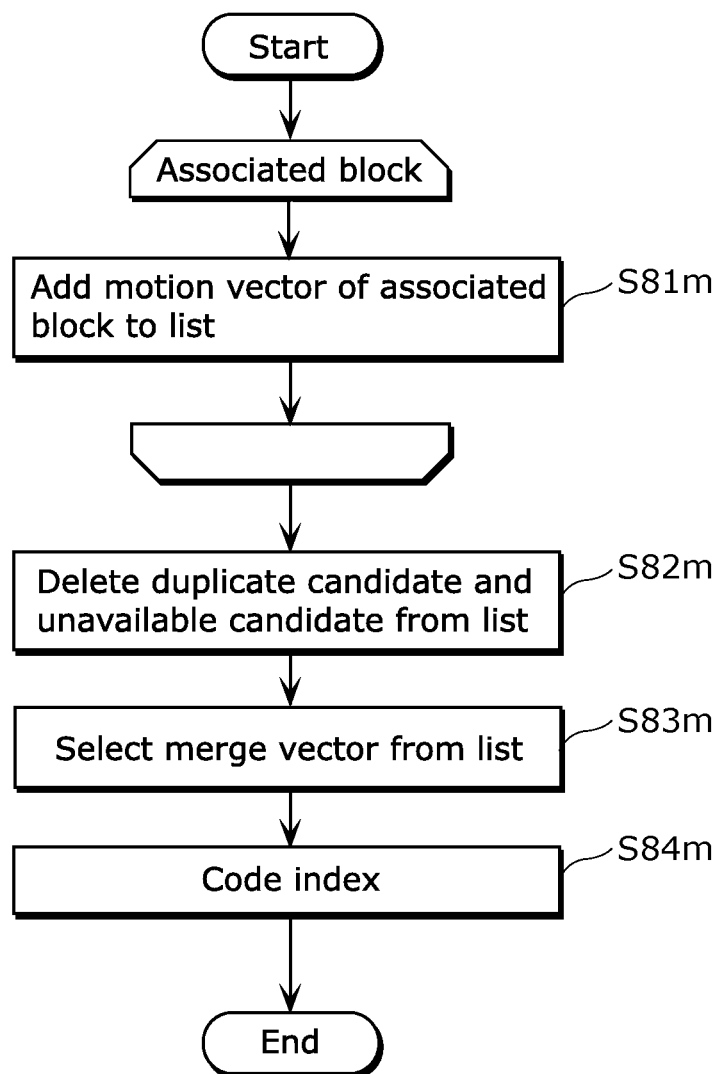 Start
Associated block
Add motion vector of associated
block to list
S81m
Delete duplicate candidate and
unavailable candidate from list
S82m
Select merge vector from list
S83m
Code index
S84m
End